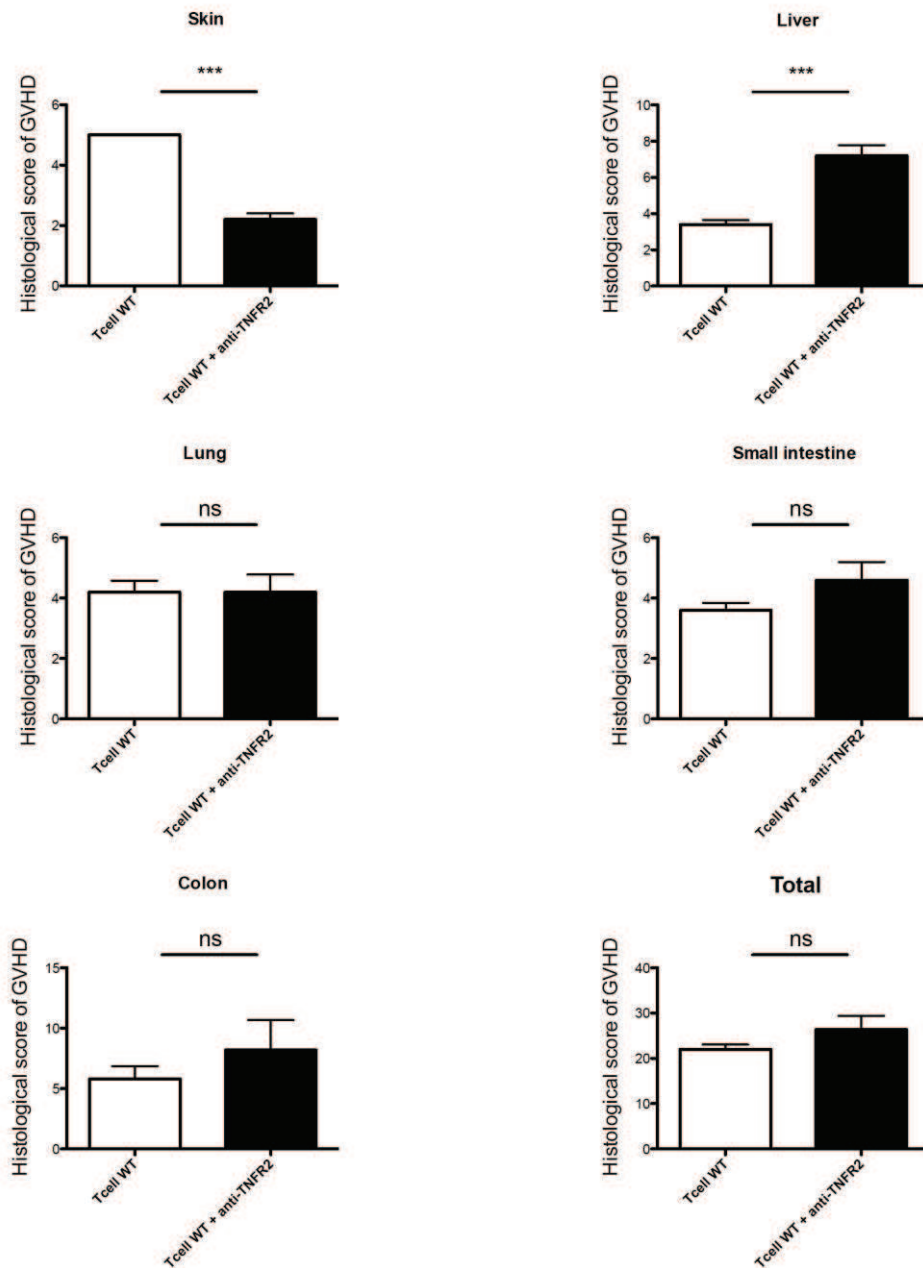 Skin
***
Histological score of GVHD
6
4
2
0
Tcell WT
Tcell WT + anti-TNFR2
Liver
***
Histological score of GVHD
10
8
6
4
2
0
Tcell WT
Tcell WT + anti-TNFR2
Lung
ns
Histological score of GVHD
6
4
2
0
Tcell WT
Tcell WT + anti-TNFR2
Small intestine
ns
Histological score of GVHD
6
4
2
0
Tcell WT
Tcell WT + anti-TNFR2
Colon
ns
Histological score of GVHD
15
10
5
0
Tcell WT
Tcell WT + anti-TNFR2
Total
ns
Histological score of GVHD
40
30
20
10
0
Tcell WT
Tcell WT + anti-TNFR2